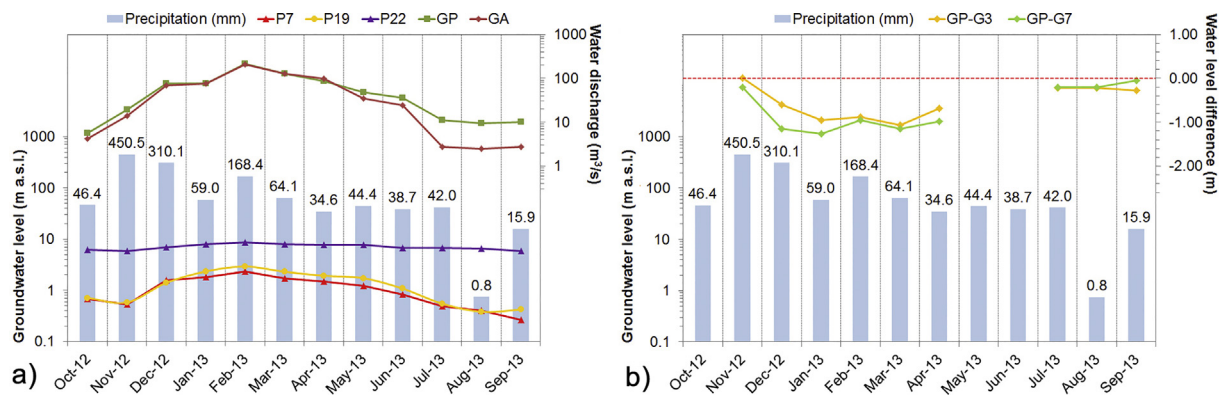 Precipitation (mm) P7 P19 P22 GP GA
Groundwater level (m a.s.l.)
1000
100
10
1
0.1
46.4
450.5
310.1
59.0
168.4
64.1
34.6
44.4
38.7
42.0
0.8
15.9
1000
100
10
1
Water discharge (m³/s)
Oct-12
Nov-12
Dec-12
Jan-13
Feb-13
Mar-13
Apr-13
May-13
Jun-13
Jul-13
Aug-13
Sep-13
a)
Precipitation (mm) GP-G3 GP-G7
Groundwater level (m a.s.l.)
1000
100
10
1
0.1
46.4
450.5
310.1
59.0
168.4
64.1
34.6
44.4
38.7
42.0
0.8
15.9
1.00
0.00
-1.00
-2.00
Water level difference (m)
Oct-12
Nov-12
Dec-12
Jan-13
Feb-13
Mar-13
Apr-13
May-13
Jun-13
Jul-13
Aug-13
Sep-13
b)